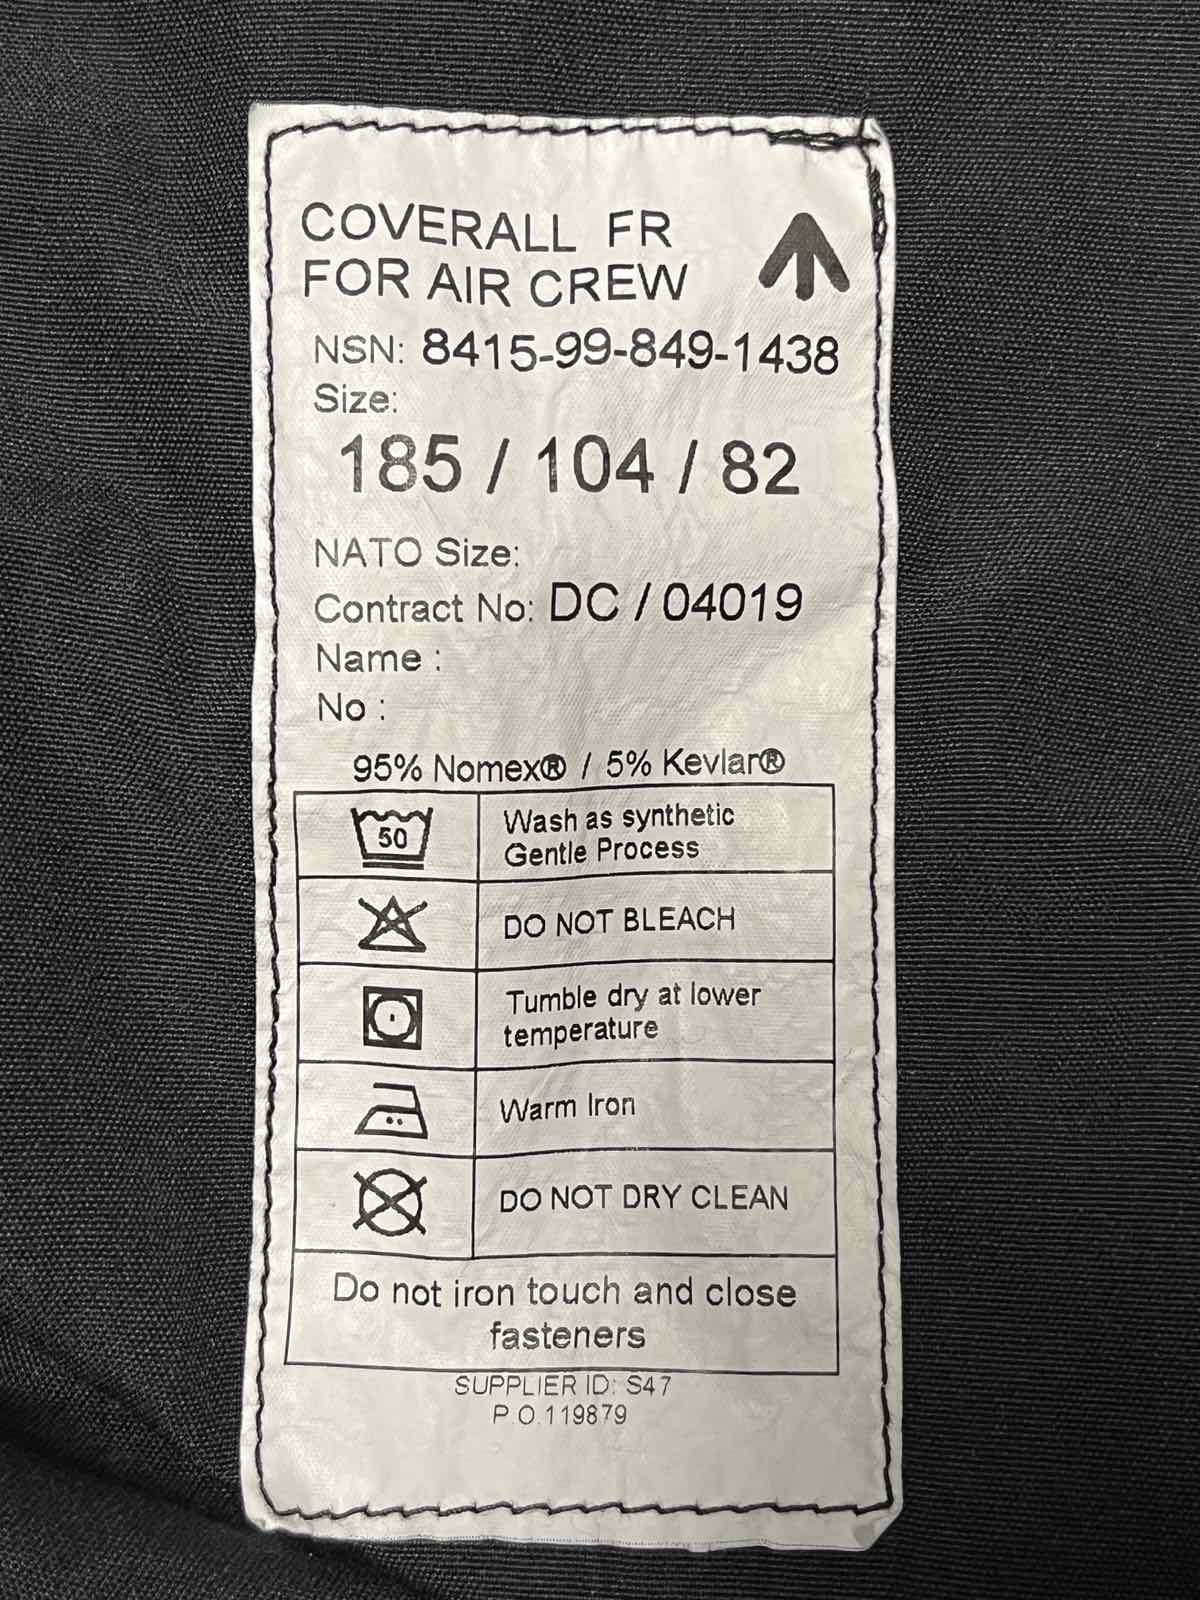 COVERALL FR
FOR AIR CREW
NSN: 8415-99-849-1438
Size:
185 / 104 / 82
NATO Size:
Contract No: DC / 04019
Name :
No :
95% Nomex® / 5% Kevlar®
50
Wash as synthetic
Gentle Process
DO NOT BLEACH
Tumble dry at lower
temperature
Warm Iron
DO NOT DRY CLEAN
Do not iron touch and close
fasteners
SUPPLIER ID: S47
P.O.119879